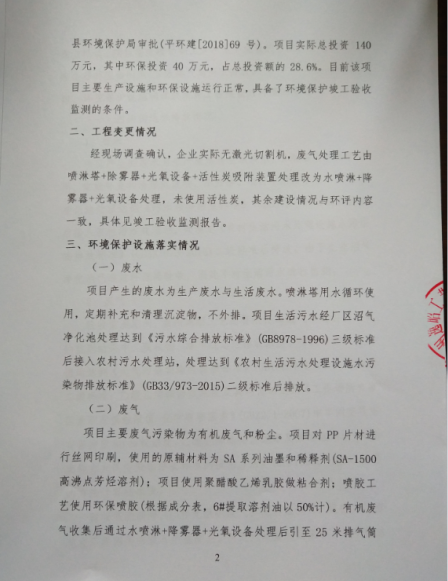 县环境保护局审批(平环建[2018]69 号)。项目实际总投资 140
万元，其中环保投资 40 万元，占总投资额的 28.6%。目前该项
目主要生产设施和环保设施运行正常,具备了环境保护竣工验收
监测的条件。
二、工程变更情况
经现场调查确认，企业实际无激光切割机，废气处理工艺由
喷淋塔+除雾器+光氧设备+活性炭吸附装置处理改为水喷淋+降
雾器+光氧设备处理，未使用活性炭，其余建设情况与环评内容
一致，具体见竣工验收监测报告。
三、环境保护设施落实情况
（一）废水
项目产生的废水为生产废水与生活废水。喷淋塔用水循环使
用，定期补充和清理沉淀物，不外排。项目生活污水经厂区沼气
净化池处理达到《污水综合排放标准》(GB8978-1996)三级标准
后接入农村污水处理站，处理达到《农村生活污水处理设施水污
染物排放标准》(GB33/973-2015)二级标准后排放。
（二）废气
项目主要废气污染物为有机废气和粉尘。项目对 PP 片材进
行丝网印刷，使用的原辅材料为 SA 系列油墨和稀释剂(SA-1500
高沸点芳烃溶剂)；项目使用聚醋酸乙烯乳胶做粘合剂；喷胶工
艺使用环保喷胶(根据成分表，6#提取溶剂油以 50%计)。有机废
气收集后通过水喷淋+降雾器+光氧设备处理后引至 25 米排气筒
2